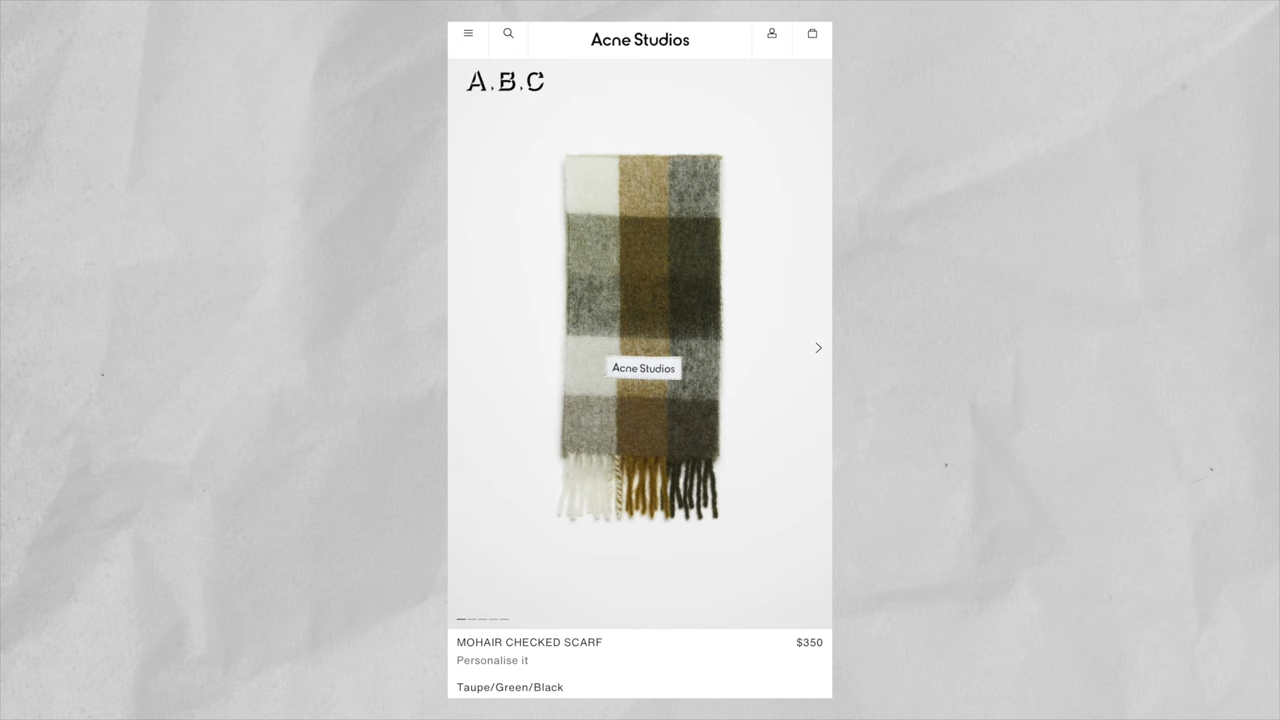 Acne Studios
A.B.C
Acne Studios
MOHAIR CHECKED SCARF
$350
Personalise it
Taupe/Green/Black